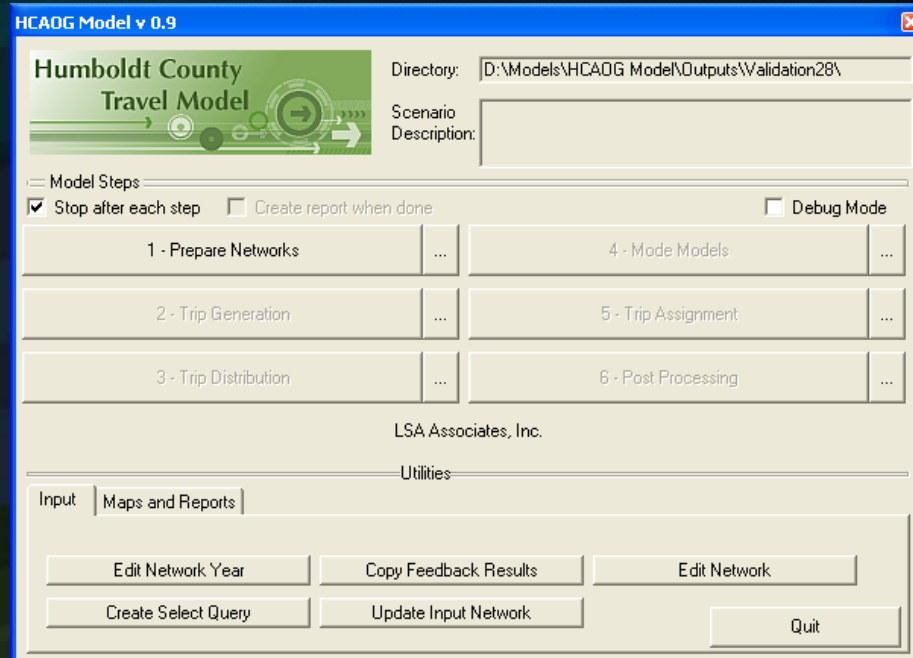 HCAOG Model v 0.9
Humboldt County
Travel Model
Directory: D:\Models\HCAOG Model\Outputs\Validation28\
Scenario
Description:
Model Steps
Stop after each step Create report when done Debug Mode
1 - Prepare Networks ... 4 - Mode Models ...
2 - Trip Generation ... 5 - Trip Assignment ...
3 - Trip Distribution ... 6 - Post Processing ...
LSA Associates, Inc.
Utilities
Input Maps and Reports
Edit Network Year Copy Feedback Results Edit Network
Create Select Query Update Input Network Quit